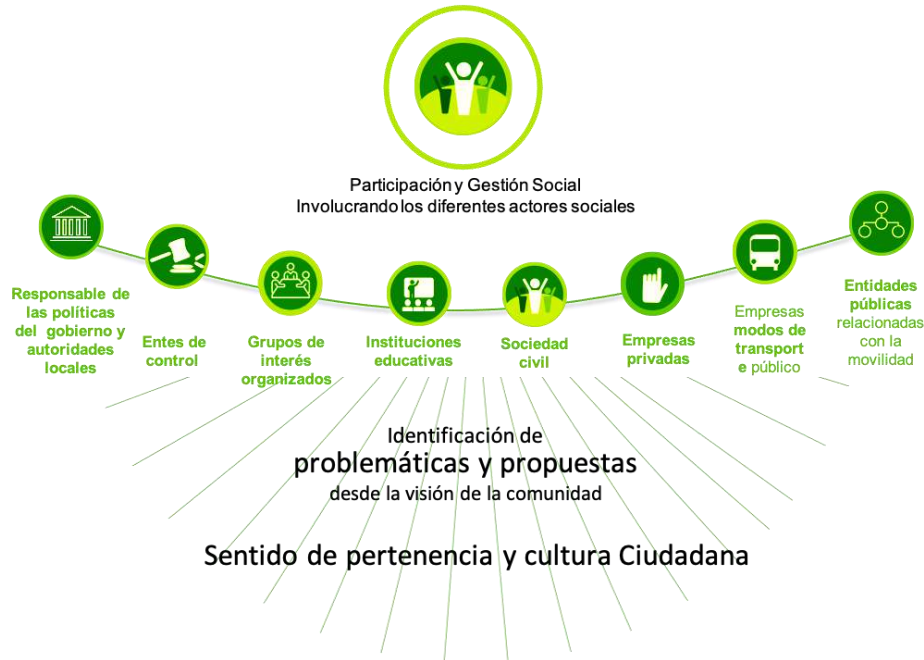 Participación y Gestión Social
Involucrando los diferentes actores sociales
Responsable de
las políticas
del gobierno y
autoridades
locales
Entes de
control
Grupos de
interés
organizados
Instituciones
educativas
Sociedad
civil
Empresas
privadas
Empresas
modos de
transport
e público
Entidades
públicas
relacionadas
con la
movilidad
Identificación de
problemáticas y propuestas
desde la visión de la comunidad
Sentido de pertenencia y cultura Ciudadana